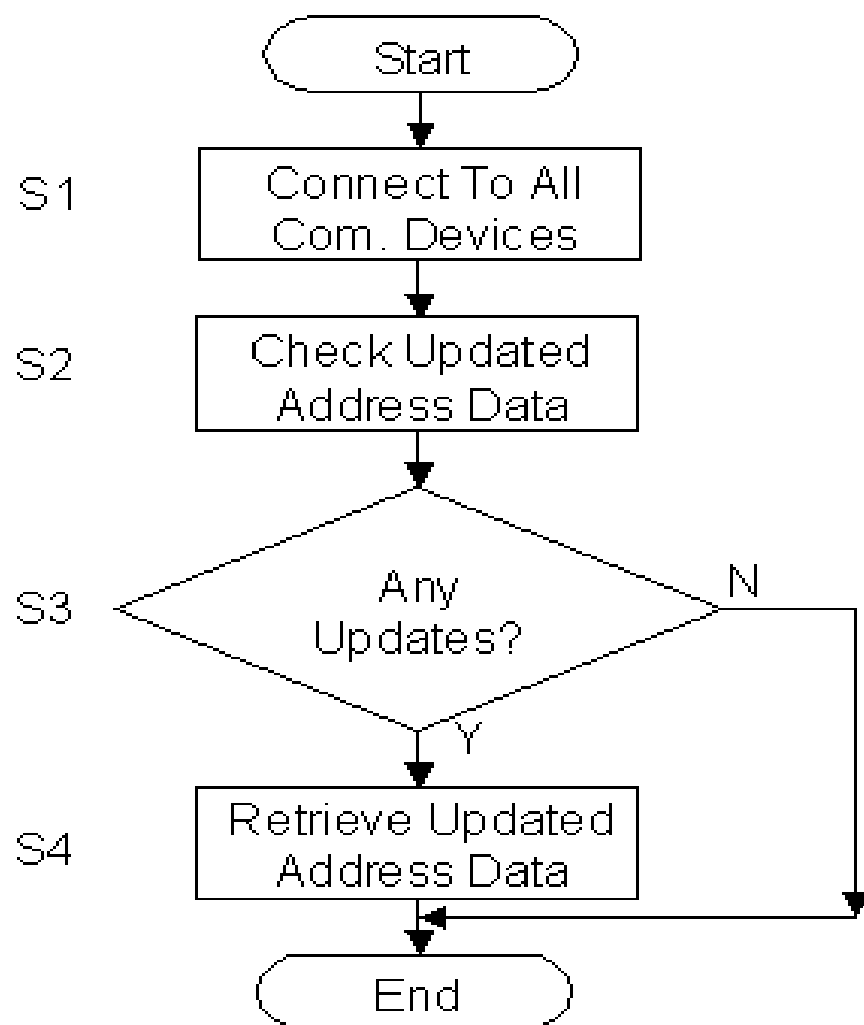 Start
S1
Connect To All
Com. Devices
S2
Check Updated
Address Data
S3
Any
Updates?
N
Y
S4
Retrieve Updated
Address Data
End